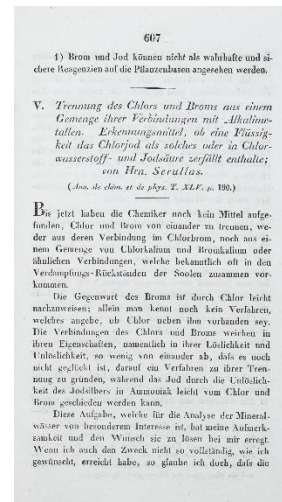 607
4) Brom und Jod können nicht als wahrhafte und si-
chere Reagenzien auf die Pflanzenbasen angesehen werden.
V. Trennung des Chlors und Broms aus einem
Gemenge ihrer Verbindungen mit Alkalime-
tallen. Erkennungsmittel, ob eine Flüssig-
keit das Chlorjod als solches oder in Chlor-
wasserstoff- und Jodsäure zerfällt enthalte;
von Hrn. Serullas.
(Ann. de chim. et de phys. T. XLV. p. 190.)
Bis jetzt haben die Chemiker noch kein Mittel aufge-
funden, Chlor und Brom von einander zu trennen, we-
der aus deren Verbindung im Chlorbrom, noch aus ei-
nem Gemenge von Chlorkalium und Bromkalium oder
ähnlichen Verbindungen, welche bekanntlich oft in den
Verdampfungs-Rückständen der Soolen zusammen vor-
kommen.
Die Gegenwart des Broms ist durch Chlor leicht
nachzuweisen; allein man kennt noch kein Verfahren,
welches angebe, ob Chlor neben ihm vorhanden sey.
Die Verbindungen des Chlors und Broms weichen in
ihren Eigenschaften, namentlich in ihrer Löslichkeit und
Unlöslichkeit, so wenig von einander ab, daß es noch
nicht geglückt ist, darauf ein Verfahren zu ihrer Tren-
nung zu gründen, während das Jod durch die Unlöslich-
keit des Jodsilbers in Ammoniak leicht vom Chlor und
Brom geschieden werden kann.
Diese Aufgabe, welche für die Analyse der Mineral-
wässer von besonderem Interesse ist, hat meine Aufmerk-
samkeit und den Wunsch sie zu lösen bei mir erregt.
Wenn ich auch den Zweck nicht so vollständig, wie ich
gewünscht, erreicht habe, so glaube ich doch, daß die